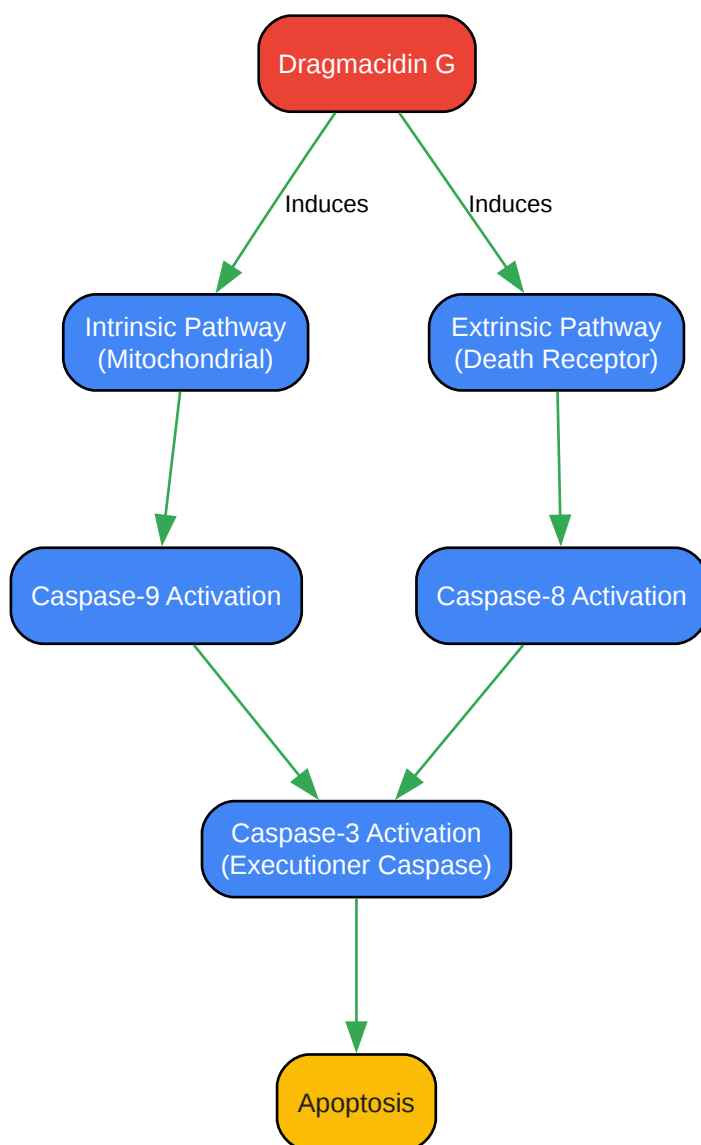 Dragmacidin G
Induces
Induces
Intrinsic Pathway
(Mitochondrial)
Extrinsic Pathway
(Death Receptor)
Caspase-9 Activation
Caspase-8 Activation
Caspase-3 Activation
(Executioner Caspase)
Apoptosis